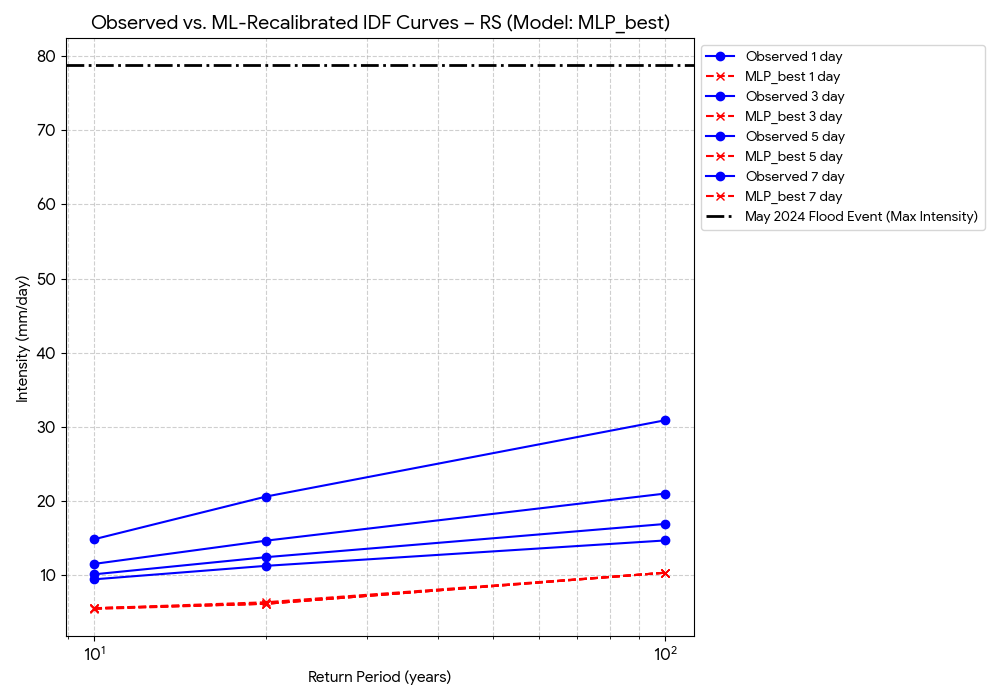 Observed vs. ML-Recalibrated IDF Curves – RS (Model: MLP_best)
80
70
60
50
40
30
20
10
Intensity (mm/day)
10¹
10²
Return Period (years)
Observed 1 day
MLP_best 1 day
Observed 3 day
MLP_best 3 day
Observed 5 day
MLP_best 5 day
Observed 7 day
MLP_best 7 day
May 2024 Flood Event (Max Intensity)